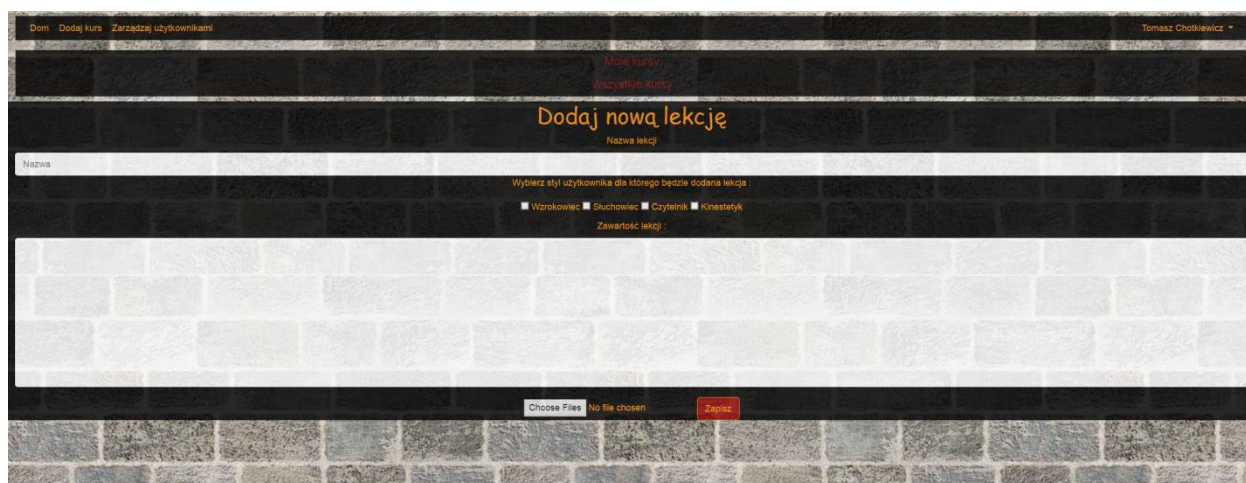 Dom Dodaj kurs Zarządzaj użytkownikami Tomasz Chotkiewicz
Moje kursy
Wszystkie kursy
Dodaj nową lekcję
Nazwa lekcji
Nazwa
Wybierz styl użytkownika dla którego będzie dodana lekcja :
Wzrokowiec Słuchowiec Czytelnik Kinestetyk
Zawartość lekcji :
Choose Files No file chosen Zapisz